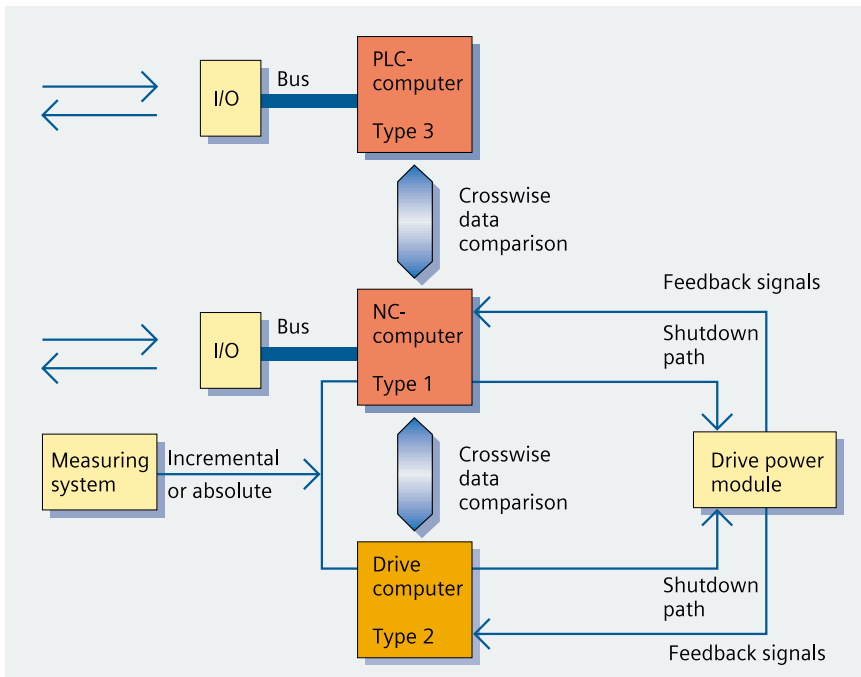 PLC-
computer
Type 3
Bus
I/O
Crosswise
data
comparison
Feedback signals
NC-
computer
Type 1
Bus
I/O
Shutdown
path
Measuring
system
Incremental
or absolute
Crosswise
data
comparison
Drive power
module
Drive
computer
Type 2
Shutdown
path
Feedback signals